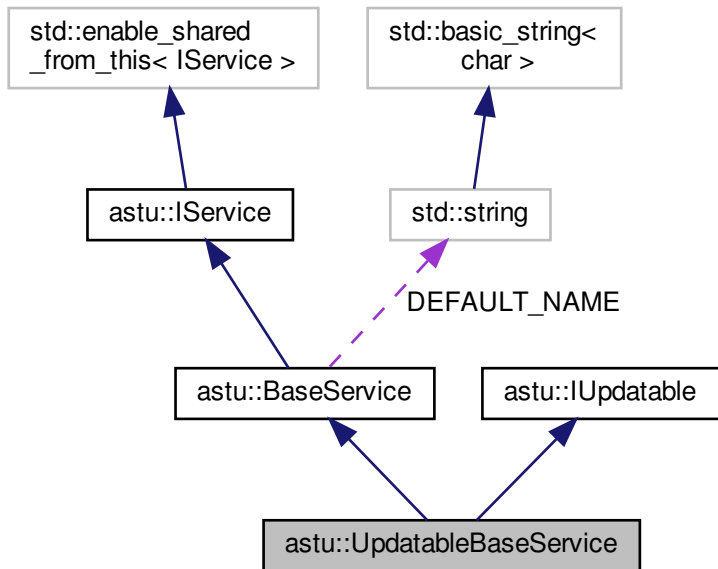 std::enable_shared
_from_this< IService >
std::basic_string<
char >
astu::IService
std::string
DEFAULT_NAME
astu::BaseService
astu::IUpdatable
astu::UpdatableBaseService